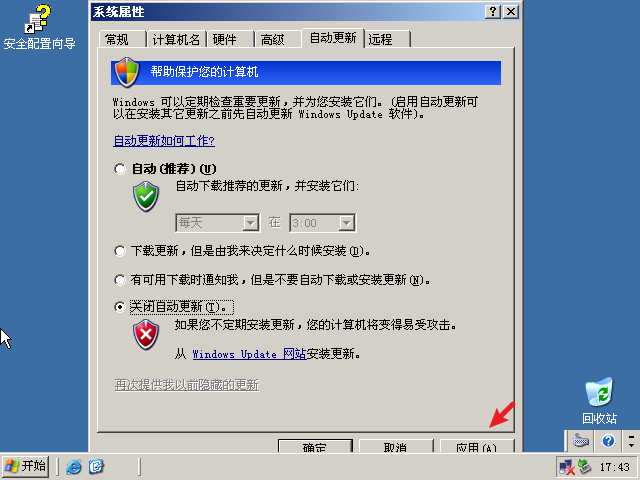 安全配置向导
系统属性
常规 计算机名 硬件 高级 自动更新 远程
帮助保护您的计算机
Windows 可以定期检查重要更新，并为您安装它们。(启用自动更新可
以在安装其它更新之前先自动更新 Windows Update 软件)。
自动更新如何工作?
自动(推荐)(U)
自动下载推荐的更新，并安装它们:
每天 在 3:00
下载更新，但是由我来决定什么时候安装(D)。
有可用下载时通知我，但是不要自动下载或安装更新(N)。
关闭自动更新(T)。
如果您不定期安装更新，您的计算机将变得易受攻击。
从 Windows Update 网站安装更新。
再次提供我以前隐藏的更新
确定 取消 应用(A)
回收站
开始 17:43